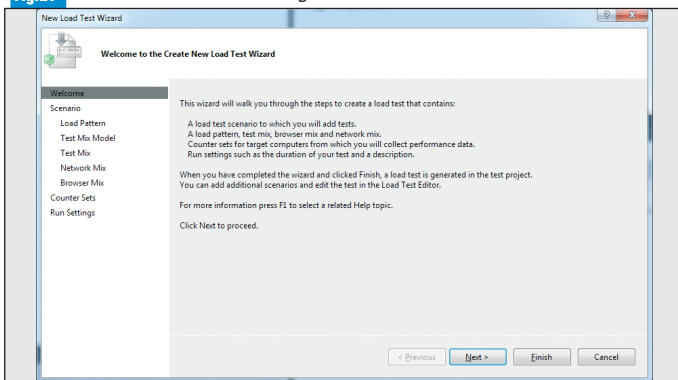 New Load Test Wizard
Welcome to the Create New Load Test Wizard
Welcome
Scenario
Load Pattern
Test Mix Model
Test Mix
Network Mix
Browser Mix
Counter Sets
Run Settings
This wizard will walk you through the steps to create a load test that contains:
A load test scenario to which you will add tests.
A load pattern, test mix, browser mix and network mix.
Counter sets for target computers from which you will collect performance data.
Run settings such as the duration of your test and a description.
When you have completed the wizard and clicked Finish, a load test is generated in the test project.
You can add additional scenarios and edit the test in the Load Test Editor.
For more information press F1 to select a related Help topic.
Click Next to proceed.
< Previous Next > Finish Cancel